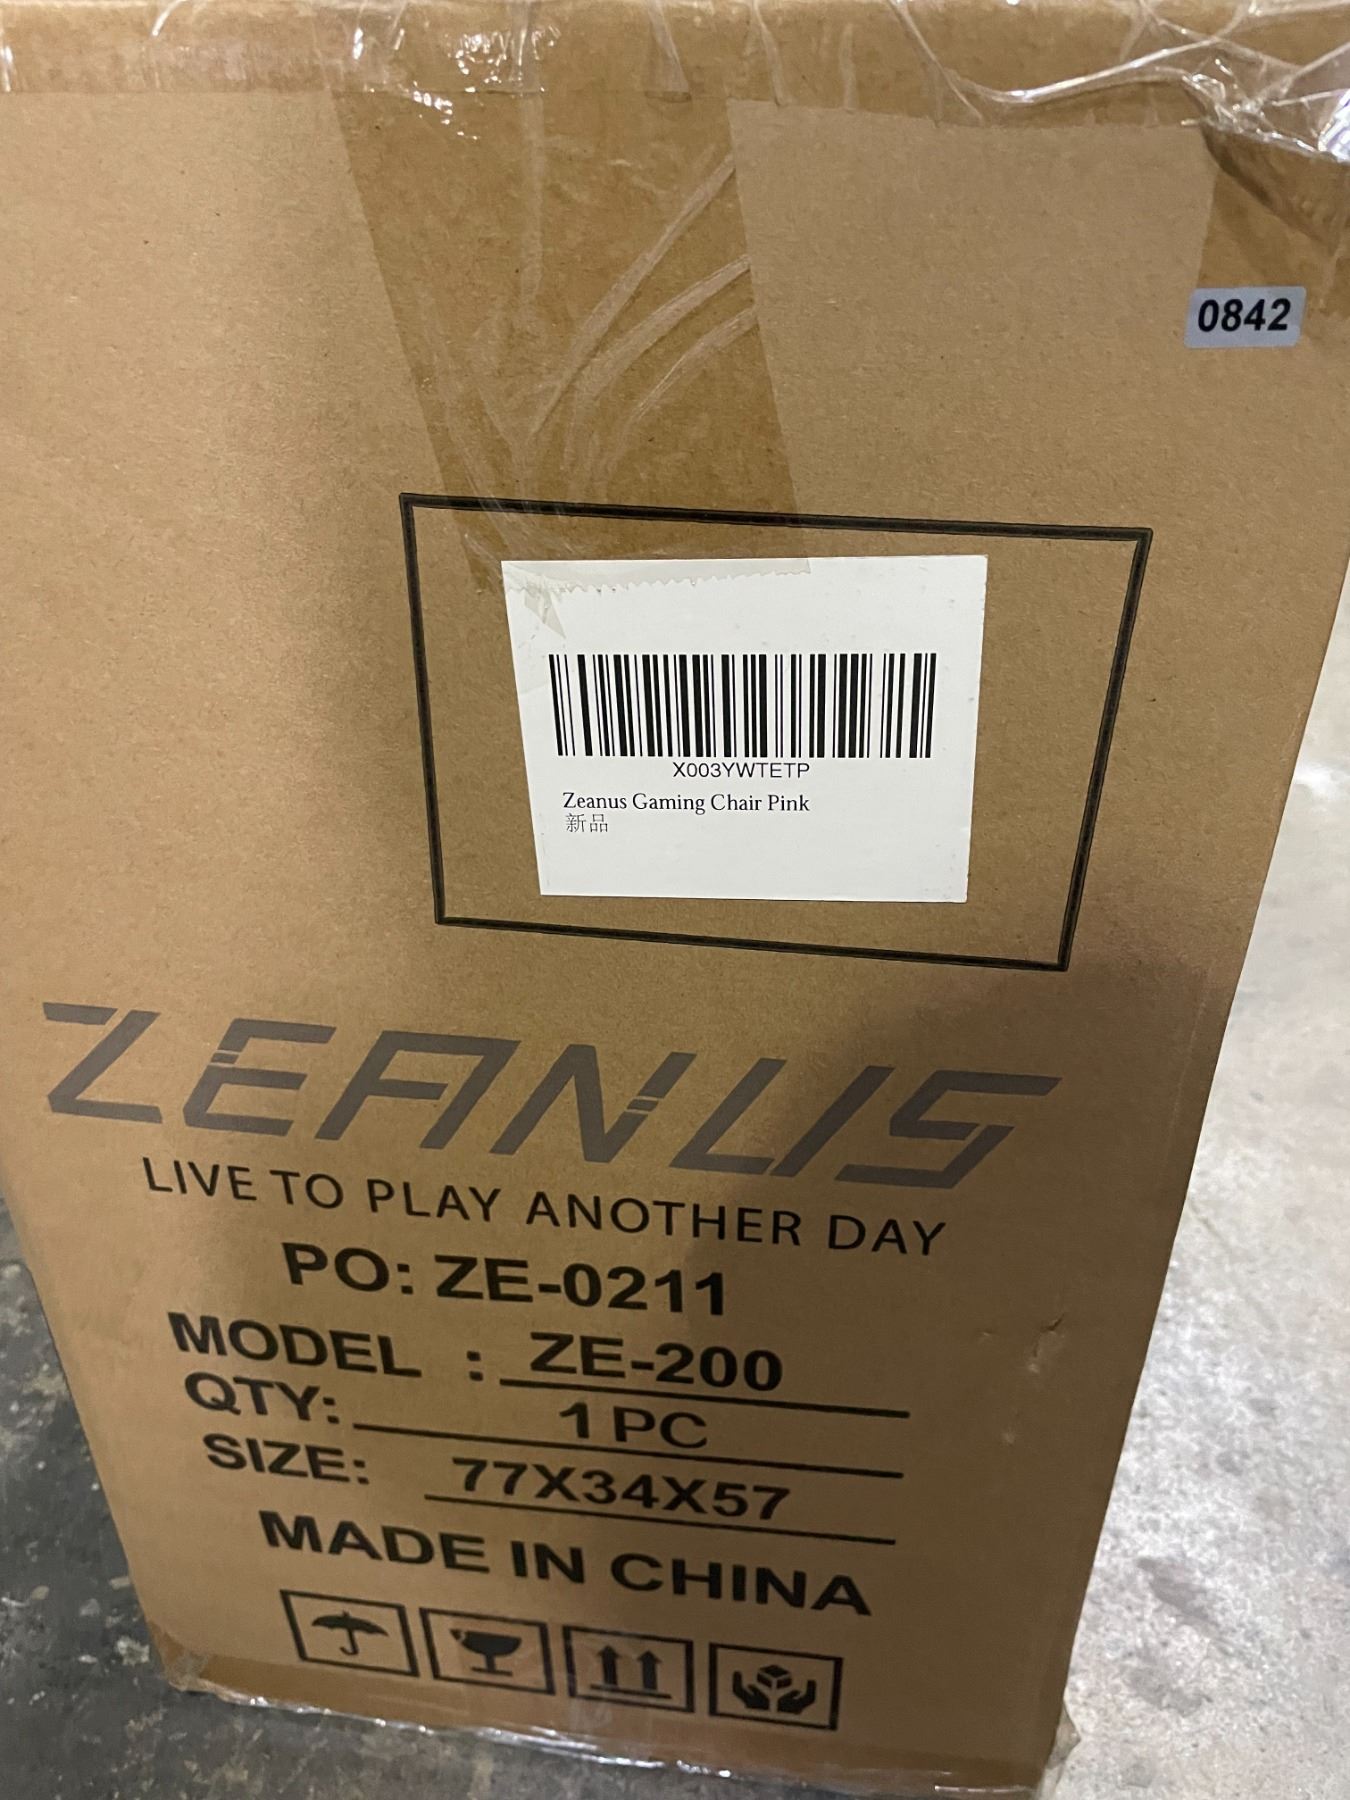 0842
X003YWTETP
Zeanus Gaming Chair Pink
新品
ZEANUS
LIVE TO PLAY ANOTHER DAY
PO: ZE-0211
MODEL : ZE-200
QTY: 1 PC
SIZE: 77X34X57
MADE IN CHINA